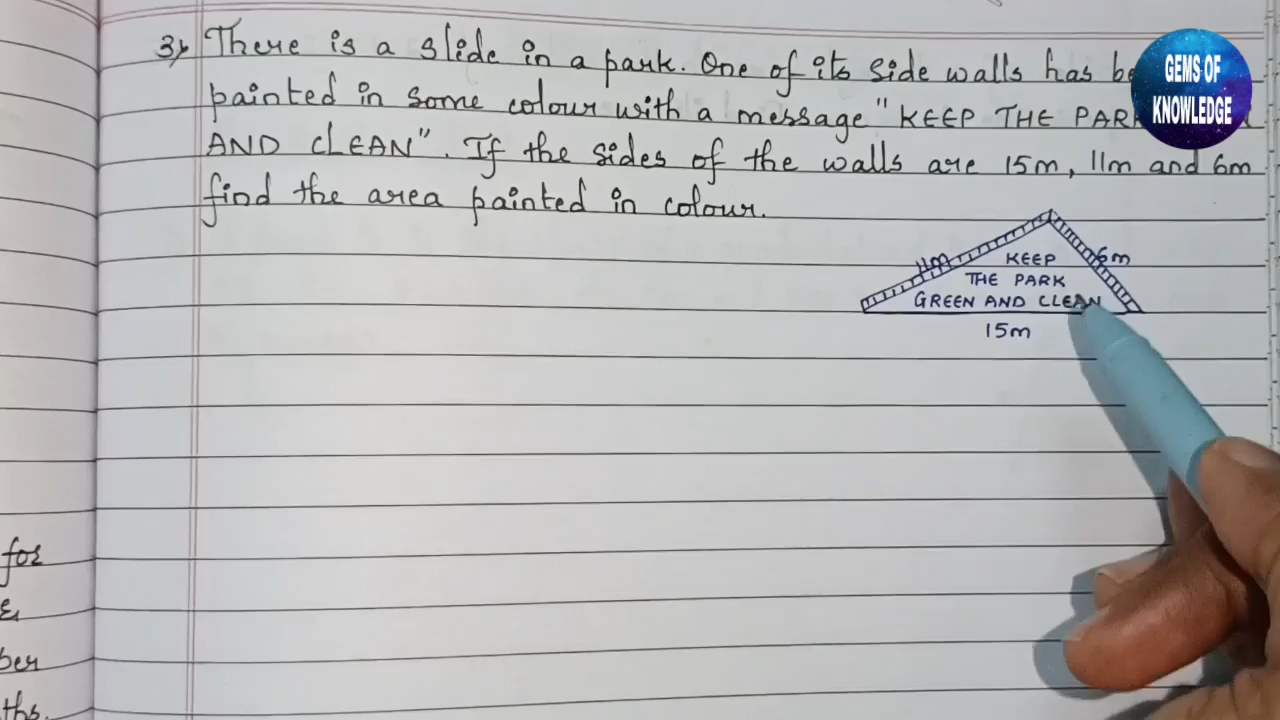 3) There is a slide in a park. One of its side walls has
painted in some colour with a message "KEEP THE
AND CLEAN". If the sides of the walls are 15m, 11m and 6m
find the area painted in colour.
GEMS OF
KNOWLEDGE
11m KEEP 6m
THE PARK
GREEN AND CLEAN
15m
for
&
ths.